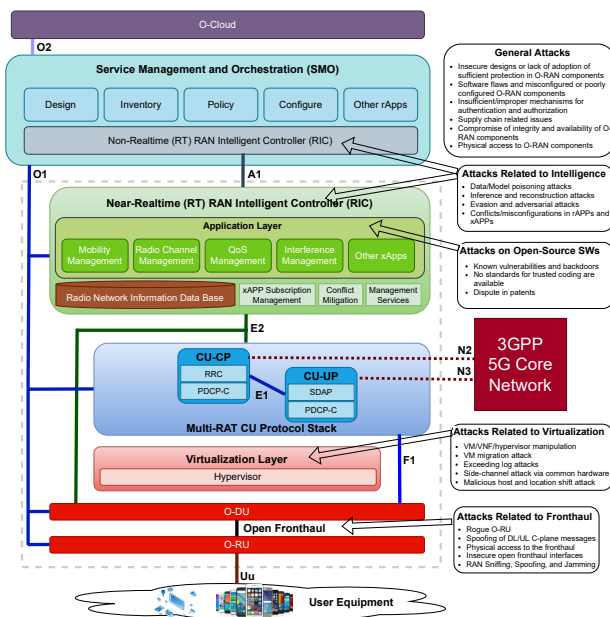 O-Cloud
O2
Service Management and Orchestration (SMO)
Design
Inventory
Policy
Configure
Other rApps
Non-Realtime (RT) RAN Intelligent Controller (RIC)
O1
A1
Near-Realtime (RT) RAN Intelligent Controller (RIC)
Application Layer
Mobility
Management
Radio Channel
Management
QoS
Management
Interference
Management
Other xApps
Radio Network Information Data Base
xAPP Subscription
Management
Conflict
Mitigation
Management
Services
E2
CU-CP
RRC
PDCP-C
E1
CU-UP
SDAP
PDCP-C
Multi-RAT CU Protocol Stack
N2
N3
3GPP
5G Core
Network
Virtualization Layer
Hypervisor
F1
O-DU
Open Fronthaul
O-RU
Uu
User Equipment
General Attacks
• Insecure designs or lack of adoption of
sufficient protection in O-RAN components
• Software flaws and misconfigured or poorly
configured O-RAN components
• Insufficient/improper mechanisms for
authentication and authorization
• Supply chain related issues
• Compromise of integrity and availability of O-
RAN components
• Physical access to O-RAN components
Attacks Related to Intelligence
• Data/Model poisoning attacks
• Inference and reconstruction attacks
• Evasion and adversarial attacks
• Conflicts/misconfigurations in rAPPs and
xAPPs
Attacks on Open-Source SWs
• Known vulnerabilities and backdoors
• No standards for trusted coding are
available
• Dispute in patents
Attacks Related to Virtualization
• VM/VNF/hypervisor manipulation
• VM migration attack
• Exceeding log attacks
• Side-channel attack via common hardware
• Malicious host and location shift attack
Attacks Related to Fronthaul
• Rogue O-RU
• Spoofing of DL/UL C-plane messages
• Physical access to the fronthaul
• Insecure open fronthaul interfaces
• RAN Sniffing, Spoofing, and Jamming